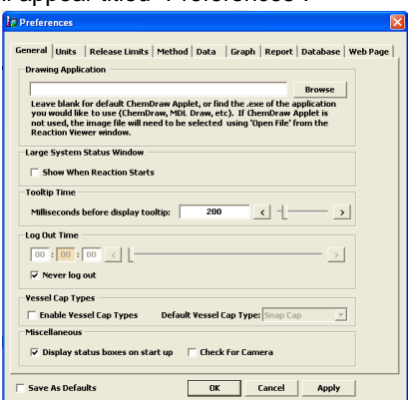 ll appear titled "Preferences".
Preferences
General Units Release Limits Method Data Graph Report Database Web Page
Drawing Application
Browse
Leave blank for default ChemDraw Applet, or find the .exe of the application
you would like to use (ChemDraw, MDL Draw, etc). If ChemDraw Applet is
not used, the image file will need to be selected using 'Open File' from the
Reaction Viewer window.
Large System Status Window
Show When Reaction Starts
Tooltip Time
Milliseconds before display tooltip: 200 < >
Log Out Time
00 : 00 : 00 < >
Never log out
Vessel Cap Types
Enable Vessel Cap Types Default Vessel Cap Type: Snap Cap
Miscellaneous
Display status boxes on start up Check For Camera
Save As Defaults OK Cancel Apply